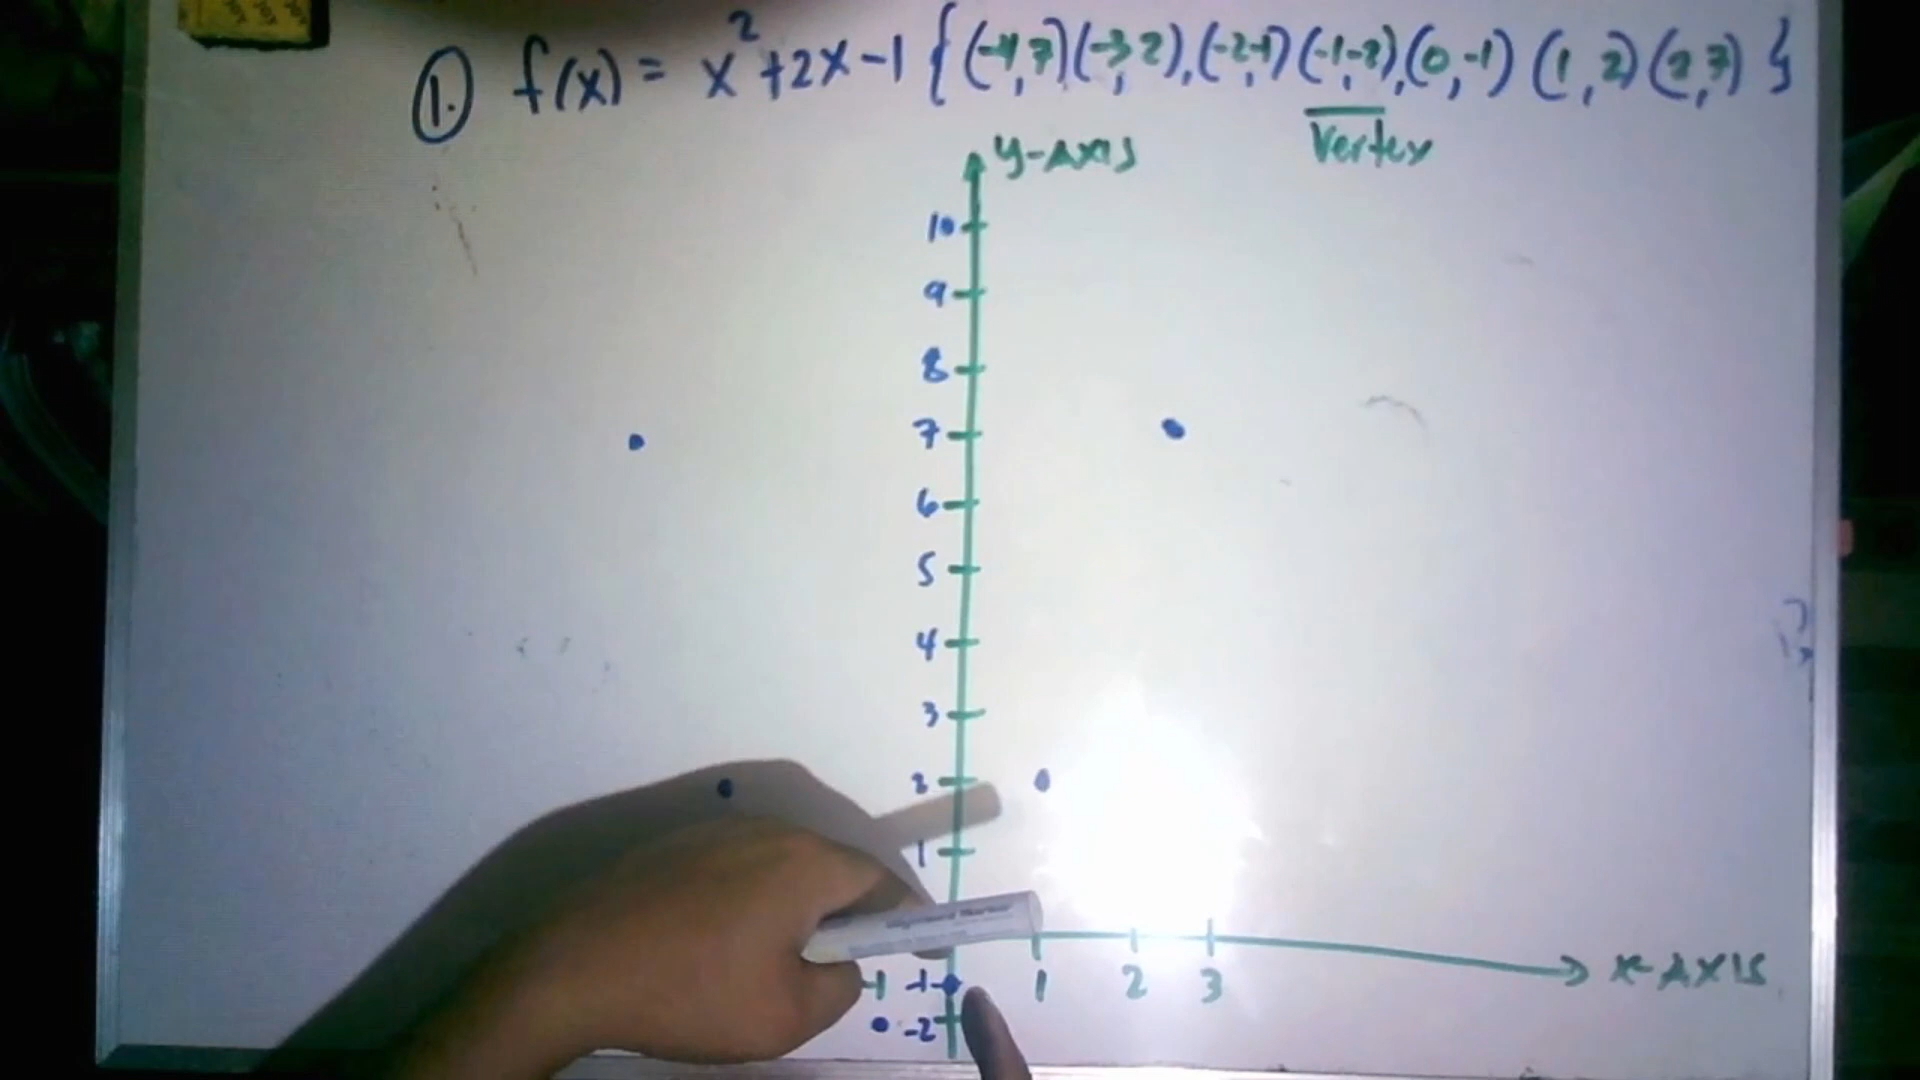 1. f(x) = x²+2x-1 {(-4,7)(-3,2),(-2,-1)(-1,-2),(0,-1)(1,2)(2,7)}
Vertex
y-AXIS
10
9
8
7
6
5
4
3
2
1
-1 -1 1 2 3 X-AXIS
-2